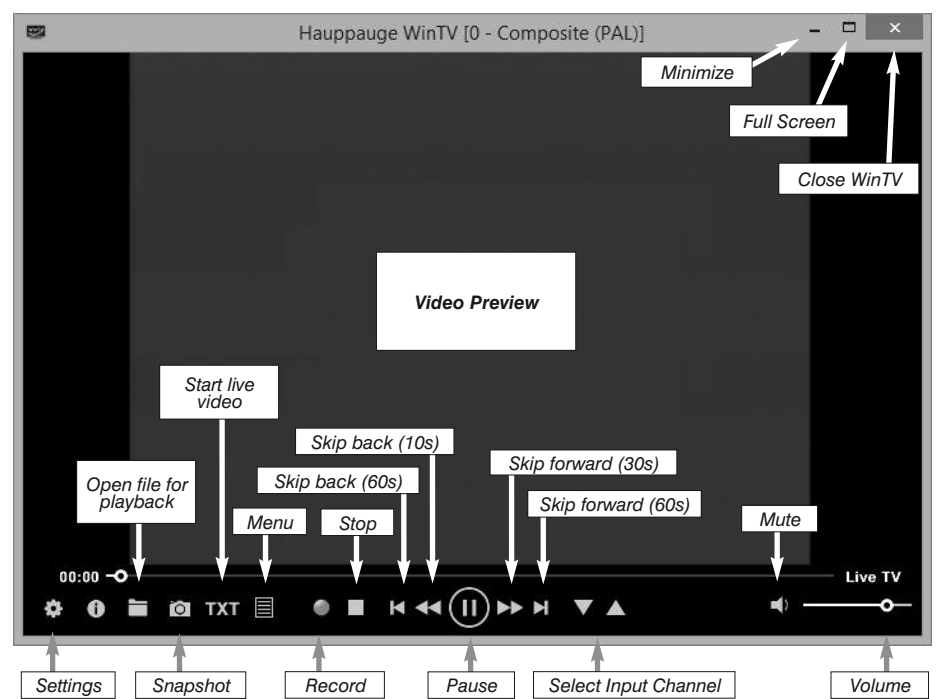 Hauppauge WinTV [0 - Composite (PAL)]
Minimize
Full Screen
Close WinTV
Video Preview
Start live
video
Skip back (10s)
Skip forward (30s)
Open file for
playback
Skip back (60s)
Skip forward (60s)
Menu
Stop
Mute
00:00
Live TV
TXT
Settings
Snapshot
Record
Pause
Select Input Channel
Volume